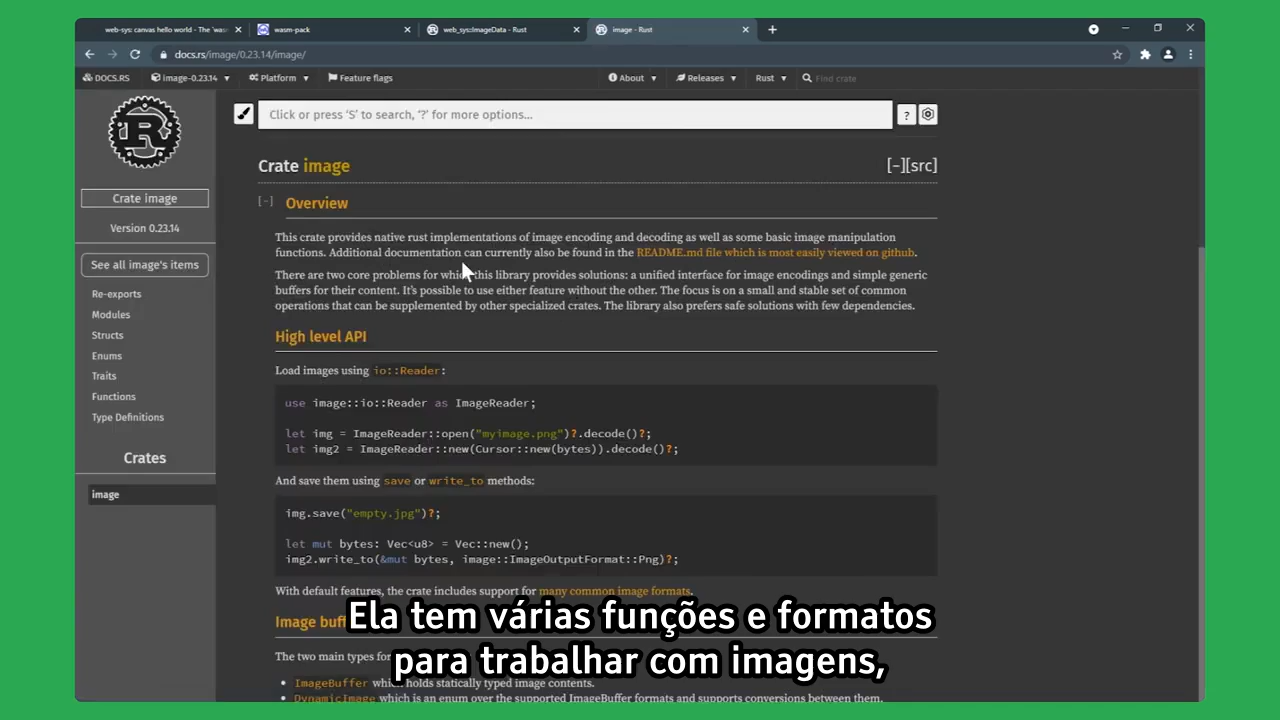 web-sys: canvas hello world - The `was
wasm-pack
web_sys::ImageData - Rust
image - Rust
docs.rs/image/0.23.14/image/
DOCS.RS
image-0.23.14
Platform
Feature flags
About
Releases
Rust
Find crate
Click or press ‘S’ to search, ‘?’ for more options…
?
Crate image
Version 0.23.14
See all image's items
Re-exports
Modules
Structs
Enums
Traits
Functions
Type Definitions
Crates
image
Crate image
[−][src]
[-]
Overview
This crate provides native rust implementations of image encoding and decoding as well as some basic image manipulation
functions. Additional documentation can currently also be found in the README.md file which is most easily viewed on github.
There are two core problems for which this library provides solutions: a unified interface for image encodings and simple generic
buffers for their content. It’s possible to use either feature without the other. The focus is on a small and stable set of common
operations that can be supplemented by other specialized crates. The library also prefers safe solutions with few dependencies.
High level API
Load images using io::Reader:
use image::io::Reader as ImageReader;
let img = ImageReader::open("myimage.png")?.decode()?;
let img2 = ImageReader::new(Cursor::new(bytes)).decode()?;
And save them using save or write_to methods:
img.save("empty.jpg")?;
let mut bytes: Vec<u8> = Vec::new();
img2.write_to(&mut bytes, image::ImageOutputFormat::Png)?;
With default features, the crate includes support for many common image formats.
Image buf
The two main types for
ImageBuffer which holds statically typed image contents.
DynamicImage which is an enum over the supported ImageBuffer formats and supports conversions between them.
Ela tem várias funções e formatos
para trabalhar com imagens,